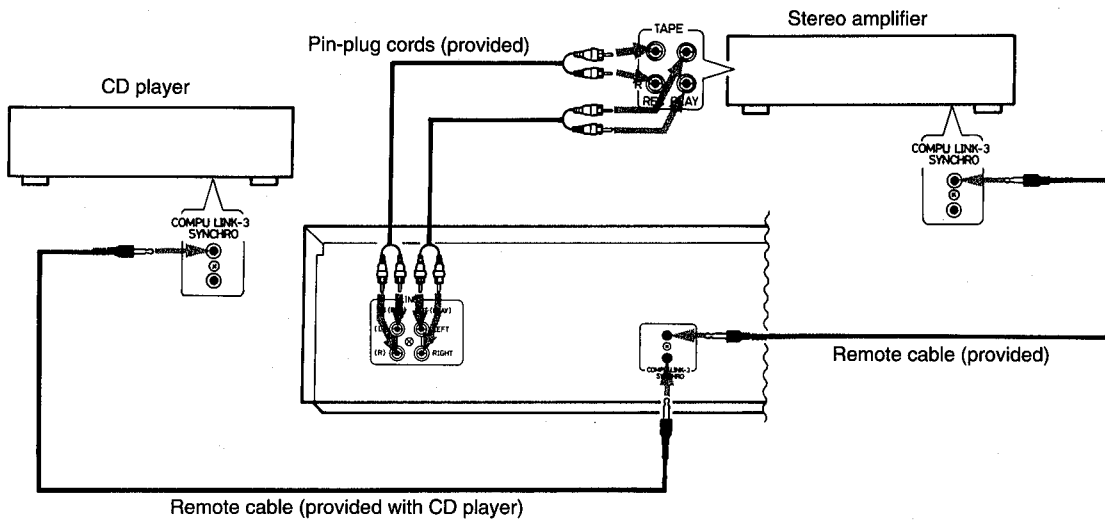 Stereo amplifier
TAPE
Pin-plug cords (provided)
R
PLAY
CD player
COMPU LINK-3
SYNCHRO
COMPU LINK-3
SYNCHRO
LINE
LEFT
(R)
RIGHT
COMPU LINK-3
SYNCHRO
Remote cable (provided)
Remote cable (provided with CD player)